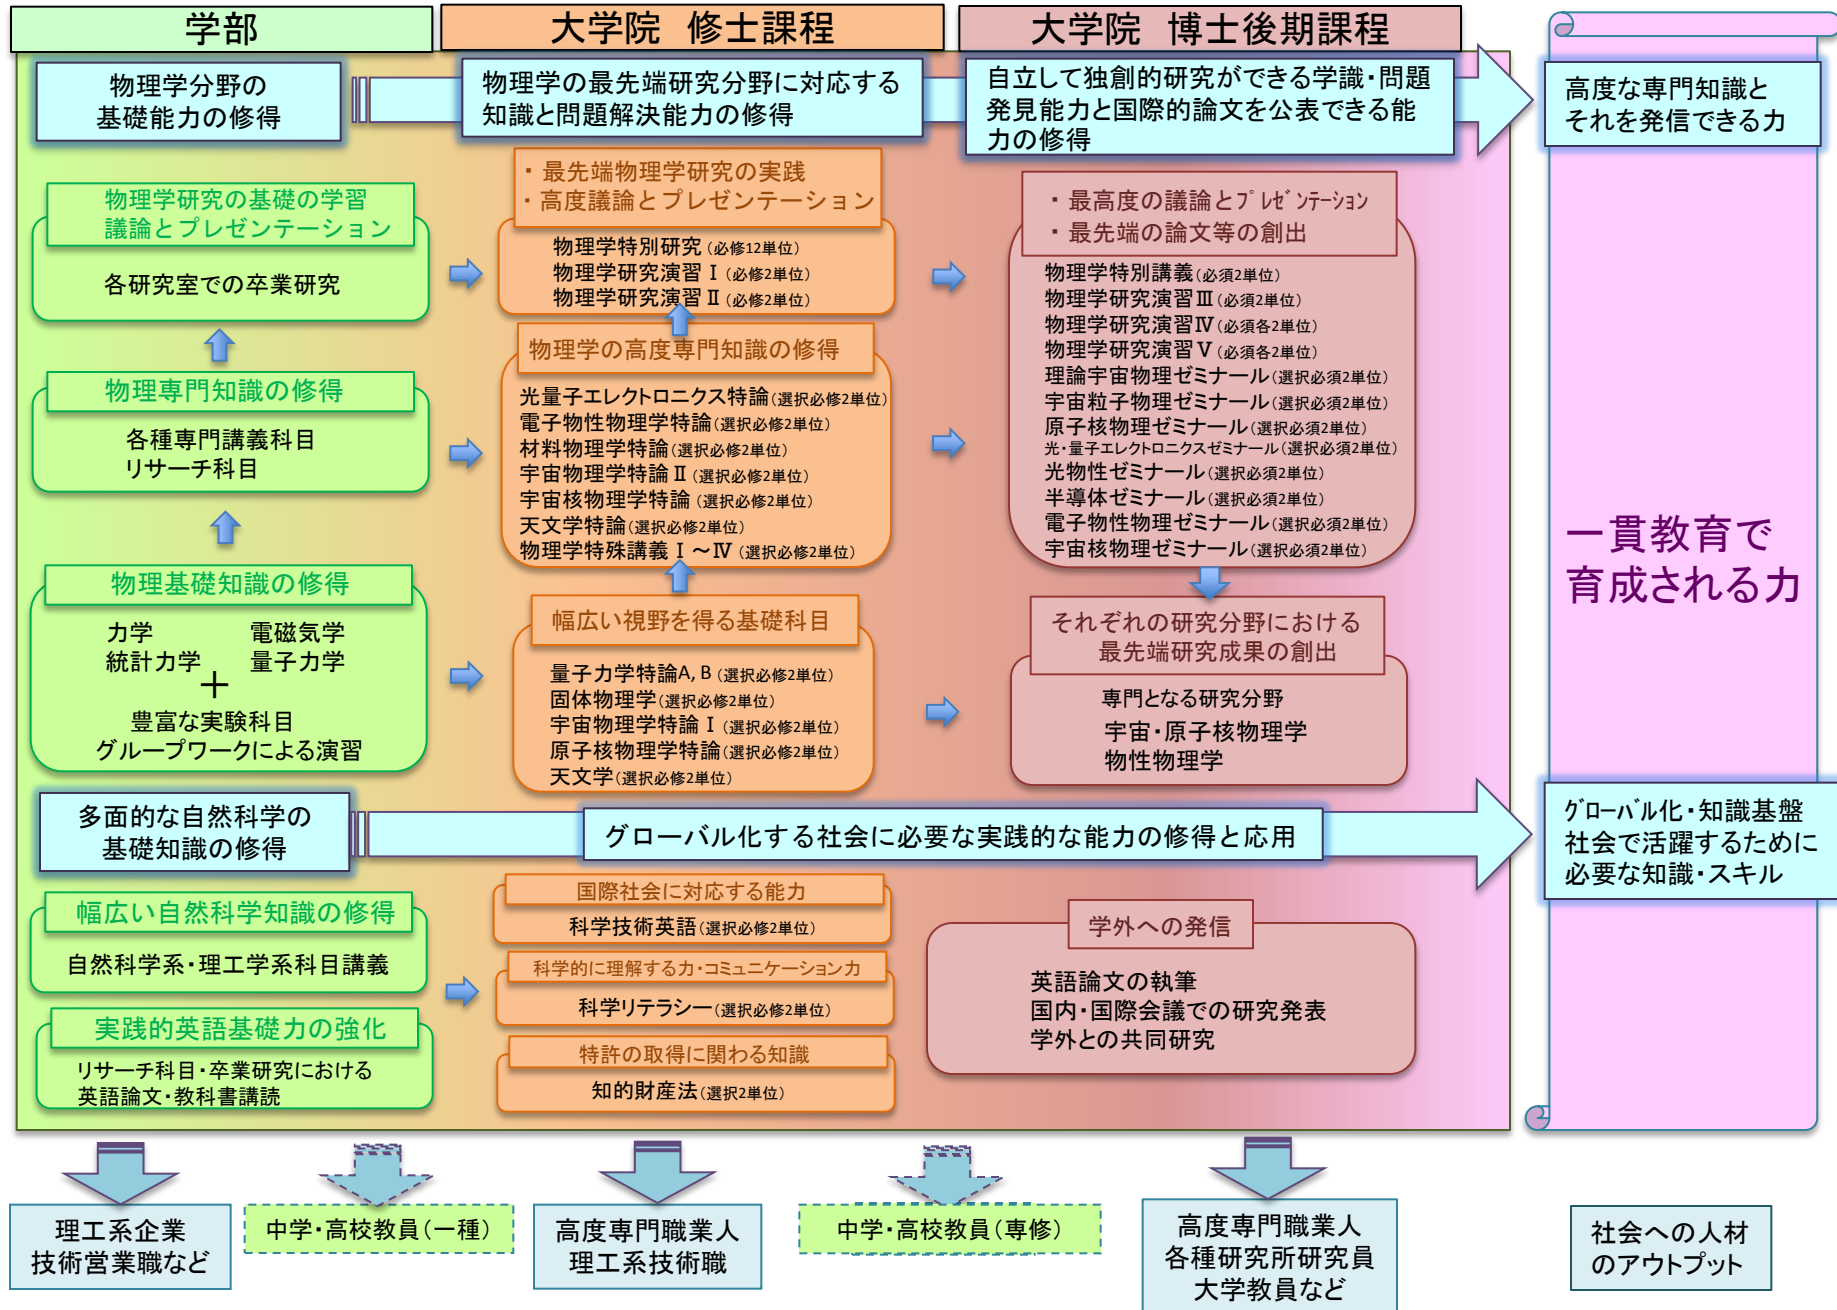 学部
大学院　修士課程
大学院　博士後期課程
物理学分野の
基礎能力の修得
物理学の最先端研究分野に対応する
知識と問題解決能力の修得
自立して独創的研究ができる学識・問題
発見能力と国際的論文を公表できる能
力の修得
高度な専門知識と
それを発信できる力
物理学研究の基礎の学習
議論とプレゼンテーション
各研究室での卒業研究
物理専門知識の修得
各種専門講義科目
リサーチ科目
物理基礎知識の修得
力学　電磁気学
統計力学　量子力学
＋
豊富な実験科目
グループワークによる演習
・最先端物理学研究の実践
・高度議論とプレゼンテーション
物理学特別研究(必修12単位)
物理学研究演習Ⅰ(必修2単位)
物理学研究演習Ⅱ(必修2単位)
物理学の高度専門知識の修得
光量子エレクトロニクス特論(選択必修2単位)
電子物性物理学特論(選択必修2単位)
材料物理学特論(選択必修2単位)
宇宙物理学特論Ⅱ(選択必修2単位)
宇宙核物理学特論(選択必修2単位)
天文学特論(選択必修2単位)
物理学特殊講義Ⅰ～Ⅳ(選択必修2単位)
幅広い視野を得る基礎科目
量子力学特論A, B(選択必修2単位)
固体物理学(選択必修2単位)
宇宙物理学特論Ⅰ(選択必修2単位)
原子核物理学特論(選択必修2単位)
天文学(選択必修2単位)
・最高度の議論とﾌﾟﾚｾﾞﾝﾃｰｼｮﾝ
・最先端の論文等の創出
物理学特別講義(必須2単位)
物理学研究演習Ⅲ(必須2単位)
物理学研究演習Ⅳ(必須各2単位)
物理学研究演習Ⅴ(必須各2単位)
理論宇宙物理ゼミナール(選択必須2単位)
宇宙粒子物理ゼミナール(選択必須2単位)
原子核物理ゼミナール(選択必須2単位)
光・量子エレクトロニクスゼミナール(選択必須2単位)
光物性ゼミナール(選択必須2単位)
半導体ゼミナール(選択必須2単位)
電子物性物理ゼミナール(選択必須2単位)
宇宙核物理ゼミナール(選択必須2単位)
それぞれの研究分野における
最先端研究成果の創出
専門となる研究分野
宇宙・原子核物理学
物性物理学
一貫教育で
育成される力
多面的な自然科学の
基礎知識の修得
グローバル化する社会に必要な実践的な能力の修得と応用
ｸﾞﾛｰﾊﾞﾙ化・知識基盤
社会で活躍するために
必要な知識・スキル
幅広い自然科学知識の修得
自然科学系・理工学系科目講義
実践的英語基礎力の強化
リサーチ科目・卒業研究における
英語論文・教科書講読
国際社会に対応する能力
科学技術英語(選択必修2単位)
科学的に理解する力・コミュニケーション力
科学リテラシー(選択必修2単位)
特許の取得に関わる知識
知的財産法(選択2単位)
学外への発信
英語論文の執筆
国内・国際会議での研究発表
学外との共同研究
理工系企業
技術営業職など
中学・高校教員(一種)
高度専門職業人
理工系技術職
中学・高校教員(専修)
高度専門職業人
各種研究所研究員
大学教員など
社会への人材
のアウトプット